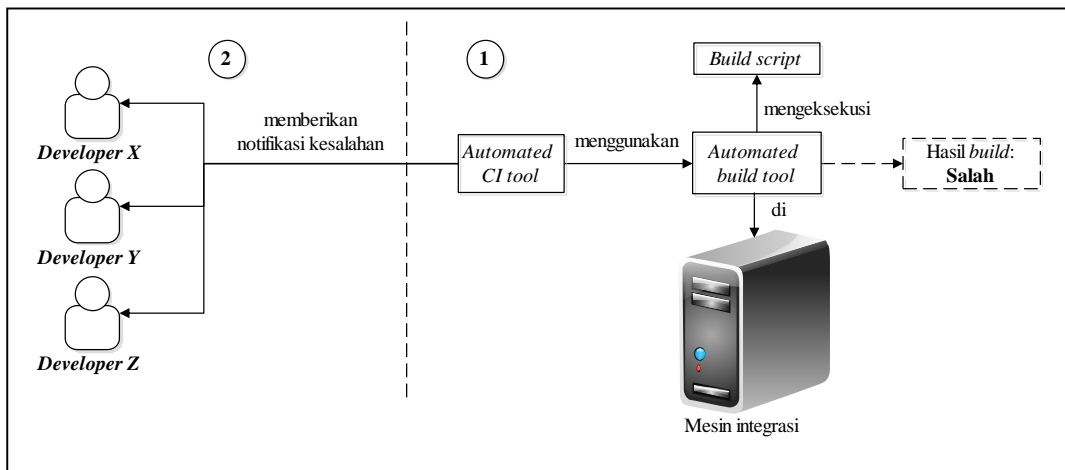 2
1
Build script
mengeksekusi
memberikan
notifikasi kesalahan
Automated
CI tool
menggunakan
Automated
build tool
Hasil build:
Salah
di
Developer X
Developer Y
Developer Z
Mesin integrasi